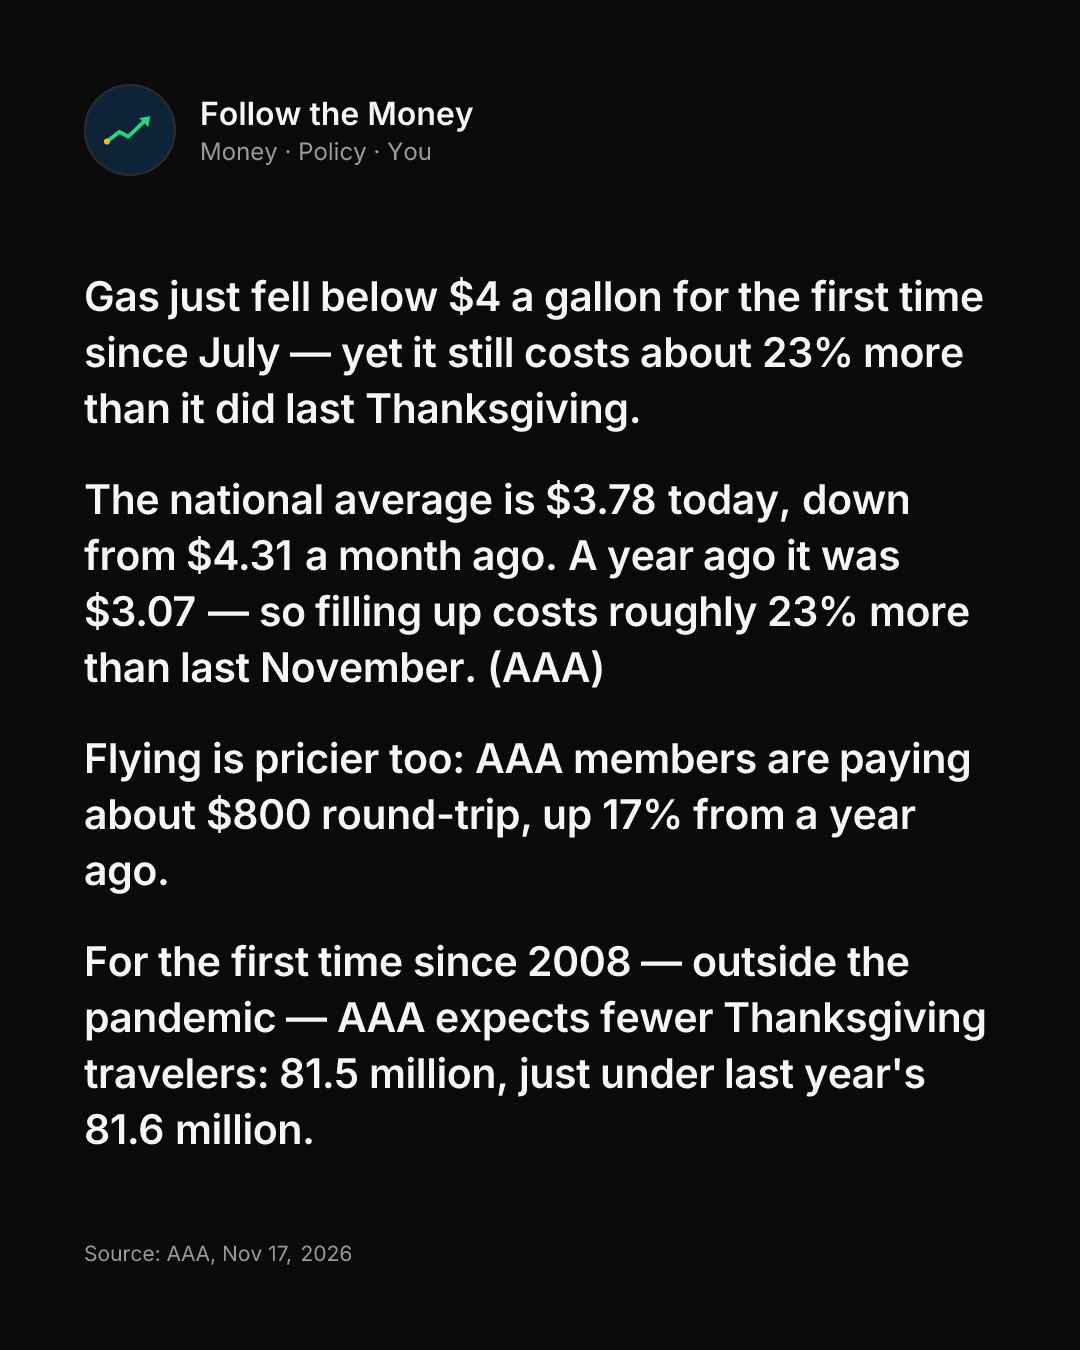 Follow the Money
Money · Policy · You
Gas just fell below $4 a gallon for the first time
since July — yet it still costs about 23% more
than it did last Thanksgiving.
The national average is $3.78 today, down
from $4.31 a month ago. A year ago it was
$3.07 — so filling up costs roughly 23% more
than last November. (AAA)
Flying is pricier too: AAA members are paying
about $800 round-trip, up 17% from a year
ago.
For the first time since 2008 — outside the
pandemic — AAA expects fewer Thanksgiving
travelers: 81.5 million, just under last year's
81.6 million.
Source: AAA, Nov 17, 2026